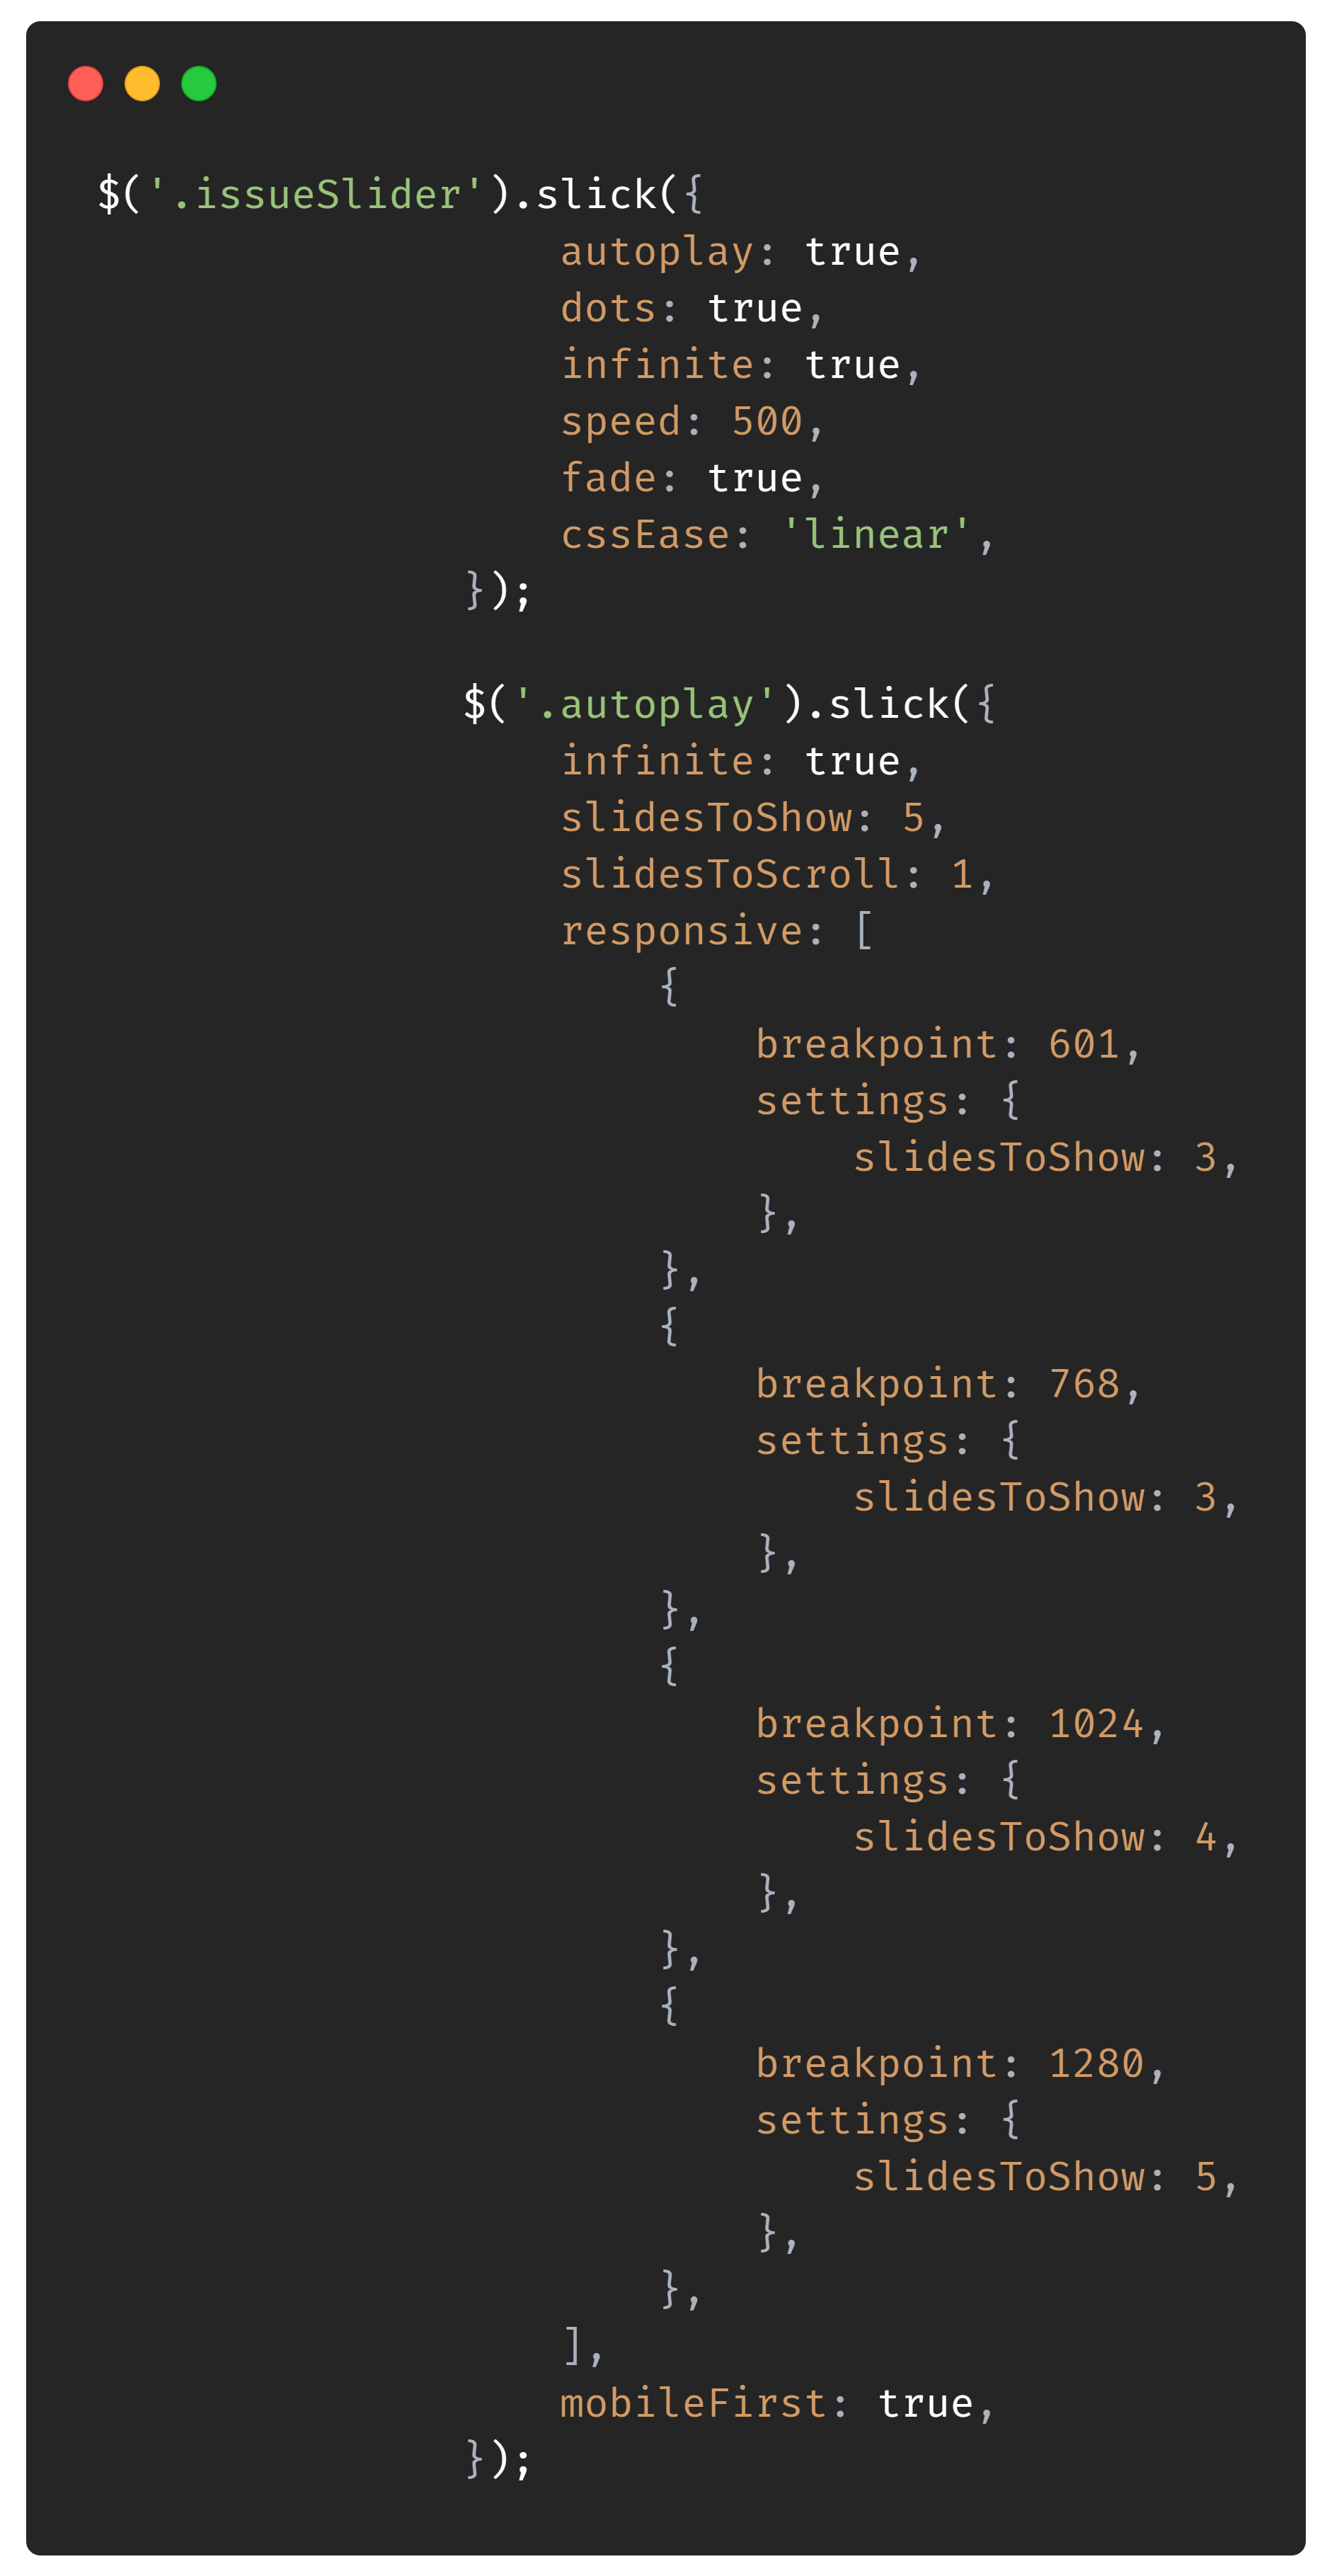 $('.issueSlider').slick({
                   autoplay: true,
                   dots: true,
                   infinite: true,
                   speed: 500,
                   fade: true,
                   cssEase: 'linear',
               });

               $('.autoplay').slick({
                   infinite: true,
                   slidesToShow: 5,
                   slidesToScroll: 1,
                   responsive: [
                       {
                           breakpoint: 601,
                           settings: {
                               slidesToShow: 3,
                           },
                       },
                       {
                           breakpoint: 768,
                           settings: {
                               slidesToShow: 3,
                           },
                       },
                       {
                           breakpoint: 1024,
                           settings: {
                               slidesToShow: 4,
                           },
                       },
                       {
                           breakpoint: 1280,
                           settings: {
                               slidesToShow: 5,
                           },
                       },
                   ],
                   mobileFirst: true,
               });